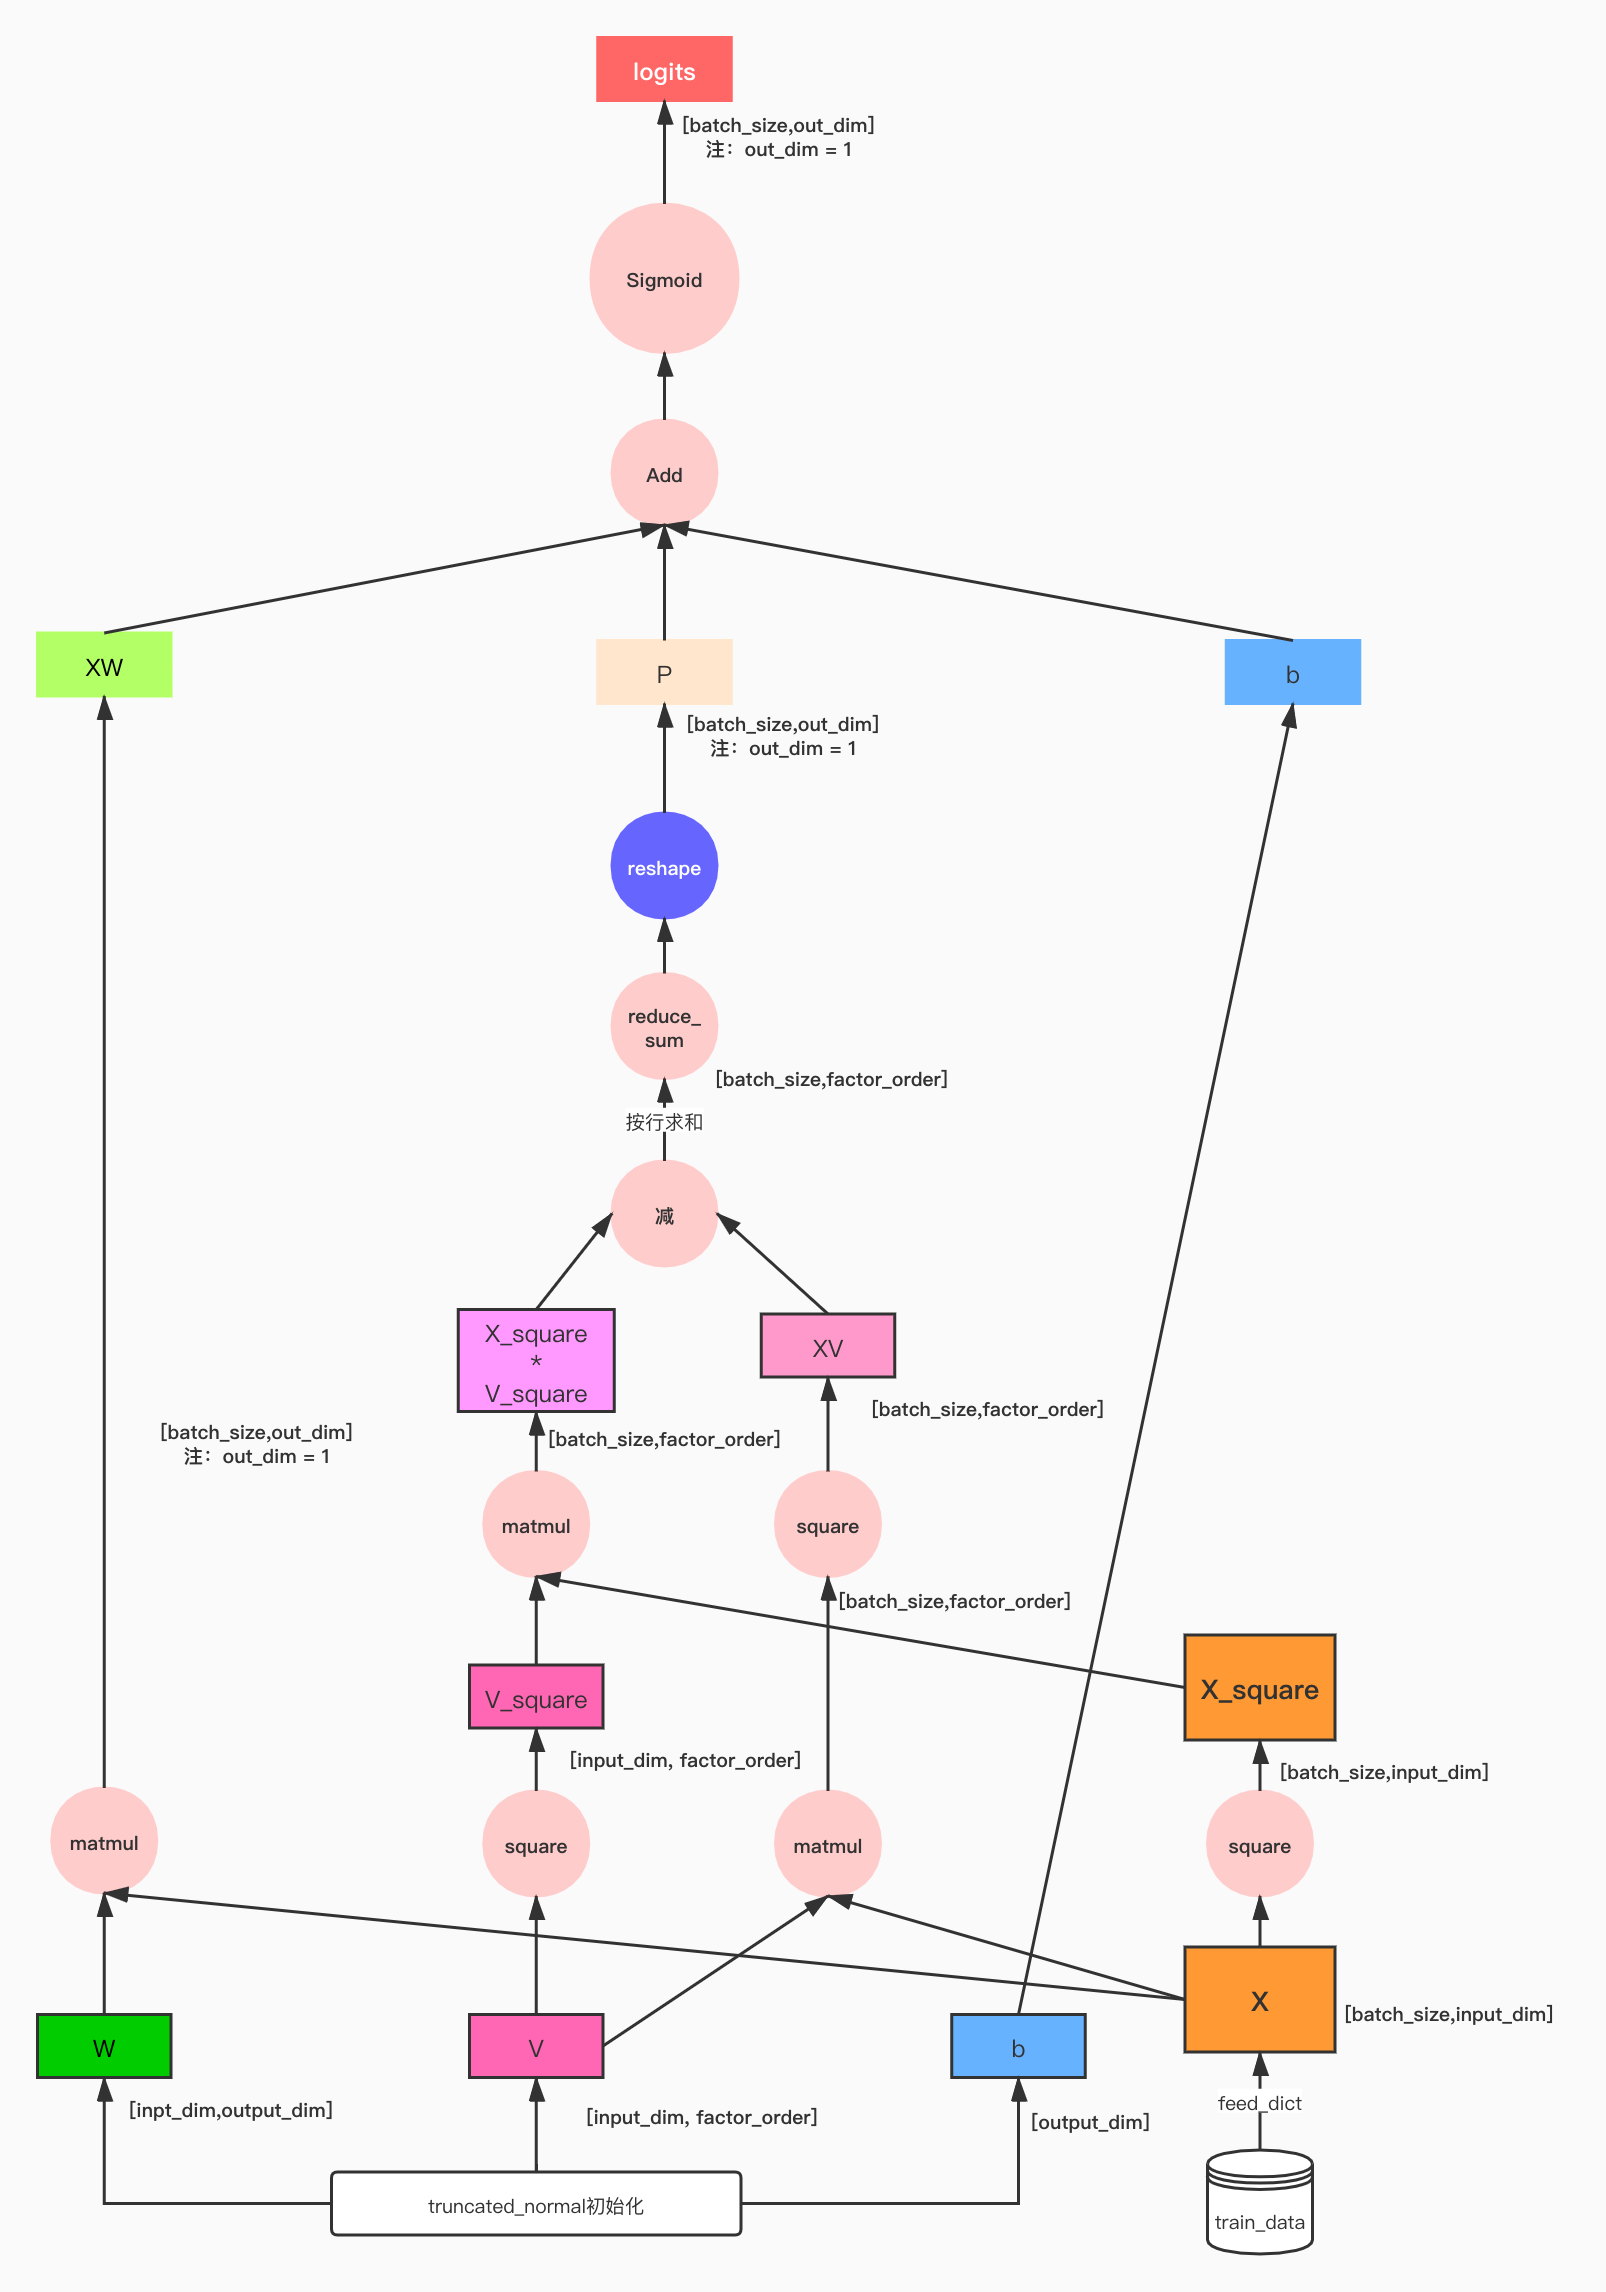 logits
[batch_size,out_dim]
注：out_dim = 1
Sigmoid
Add
XW
P
b
[batch_size,out_dim]
注：out_dim = 1
reshape
reduce_
sum
[batch_size,factor_order]
按行求和
减
X_square
*
V_square
XV
[batch_size,factor_order]
[batch_size,out_dim]
注：out_dim = 1
[batch_size,factor_order]
matmul
square
[batch_size,factor_order]
X_square
V_square
[input_dim, factor_order]
[batch_size,input_dim]
matmul
square
matmul
square
X
[batch_size,input_dim]
W
V
b
feed_dict
[inpt_dim,output_dim]
[input_dim, factor_order]
[output_dim]
truncated_normal初始化
train_data